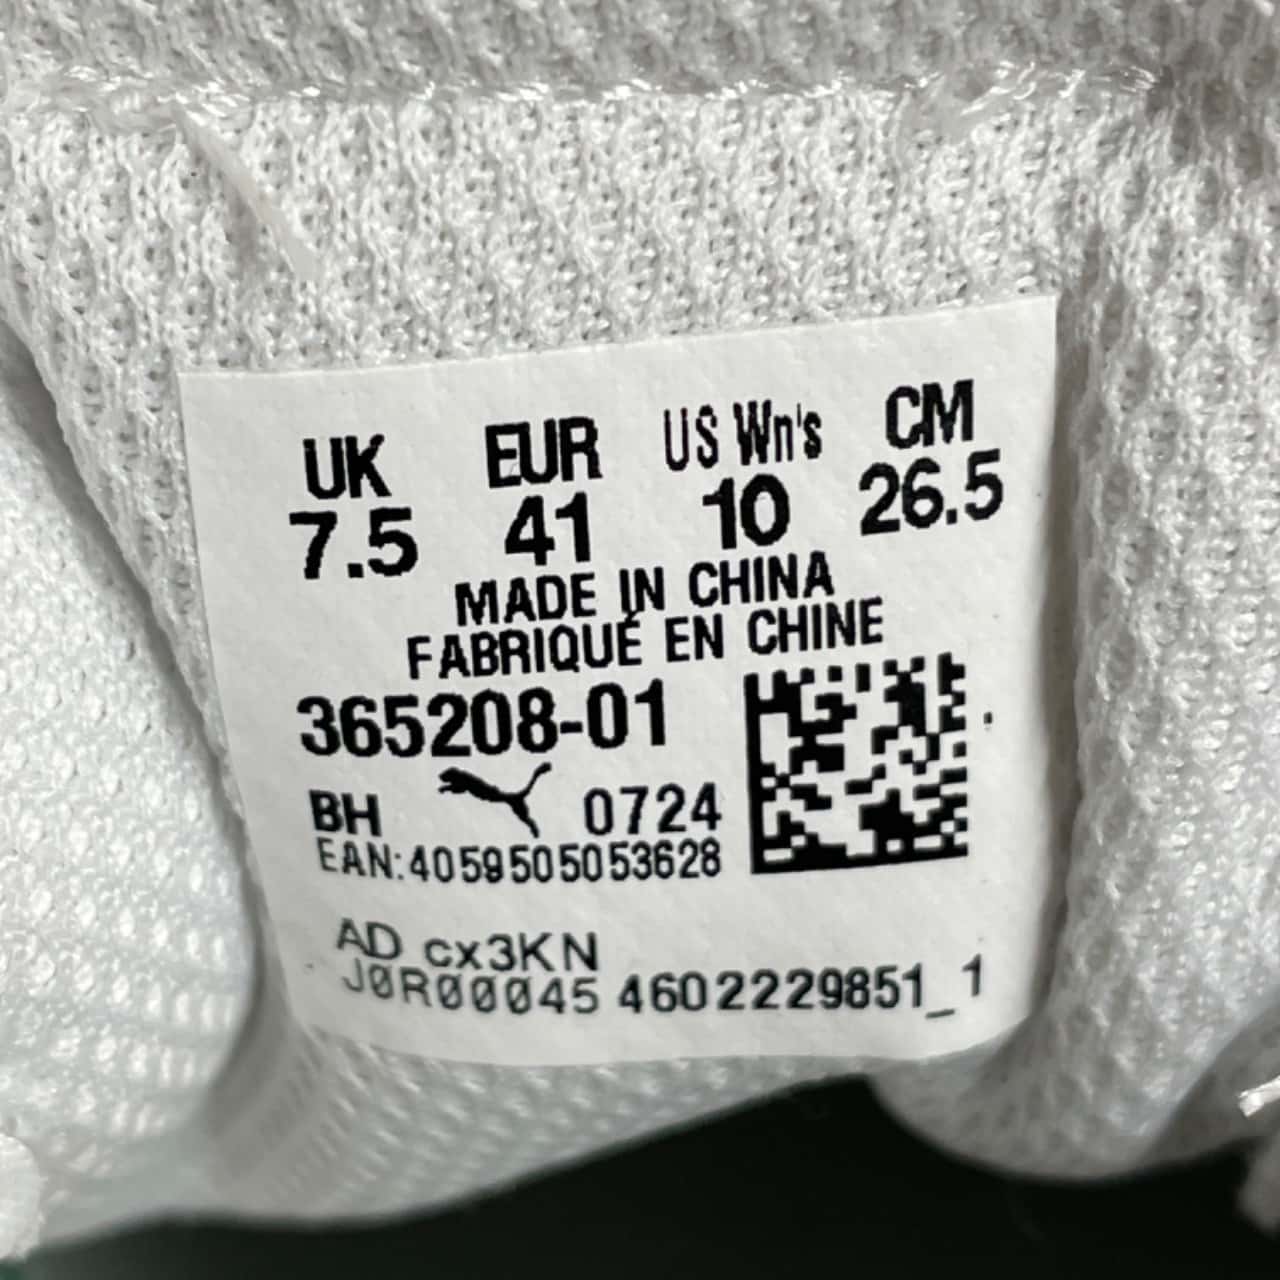 UK EUR US Wn's CM
7.5 41 10 26.5
MADE IN CHINA
FABRIQUÉ EN CHINE
365208-01
BH 0724
EAN:4059505053628
AD cx3KN
J0R00045 4602229851_1